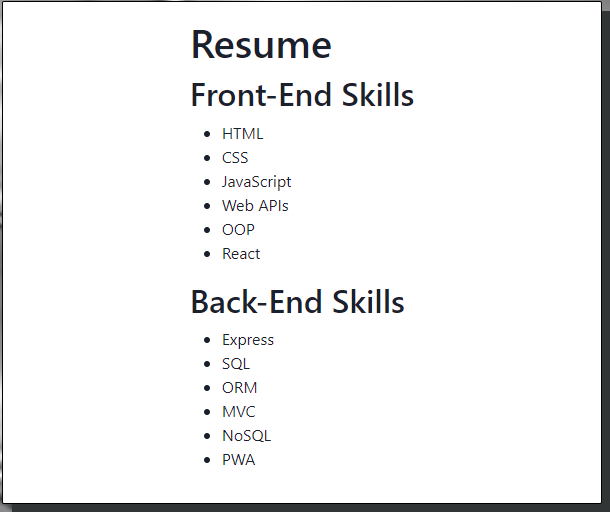 Resume
Front-End Skills
HTML
CSS
JavaScript
Web APIs
OOP
React
Back-End Skills
Express
SQL
ORM
MVC
NoSQL
PWA